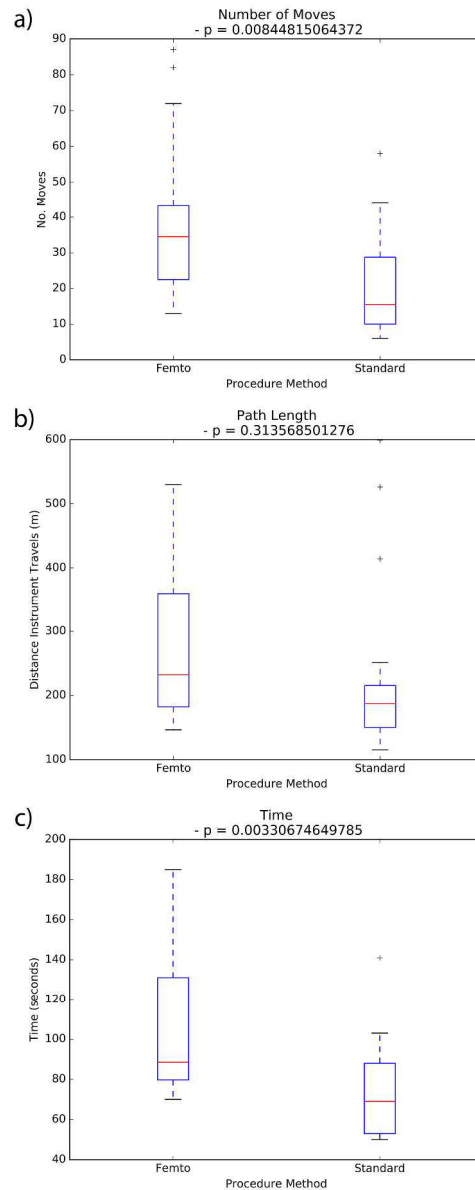 a)
Number of Moves
- p = 0.00844815064372
90
80
70
60
50
40
30
20
10
0
No. Moves
Femto
Standard
Procedure Method
b)
Path Length
- p = 0.313568501276
600
500
400
300
200
100
Distance Instrument Travels (m)
Femto
Standard
Procedure Method
c)
Time
- p = 0.00330674649785
200
180
160
140
120
100
80
60
40
Time (seconds)
Femto
Standard
Procedure Method